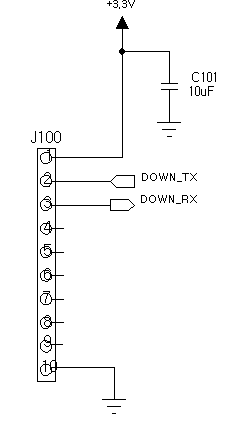 +3,3V
C101
10uF
J100
1
2 DOWN_TX
3 DOWN_RX
4
5
6
7
8
9
10